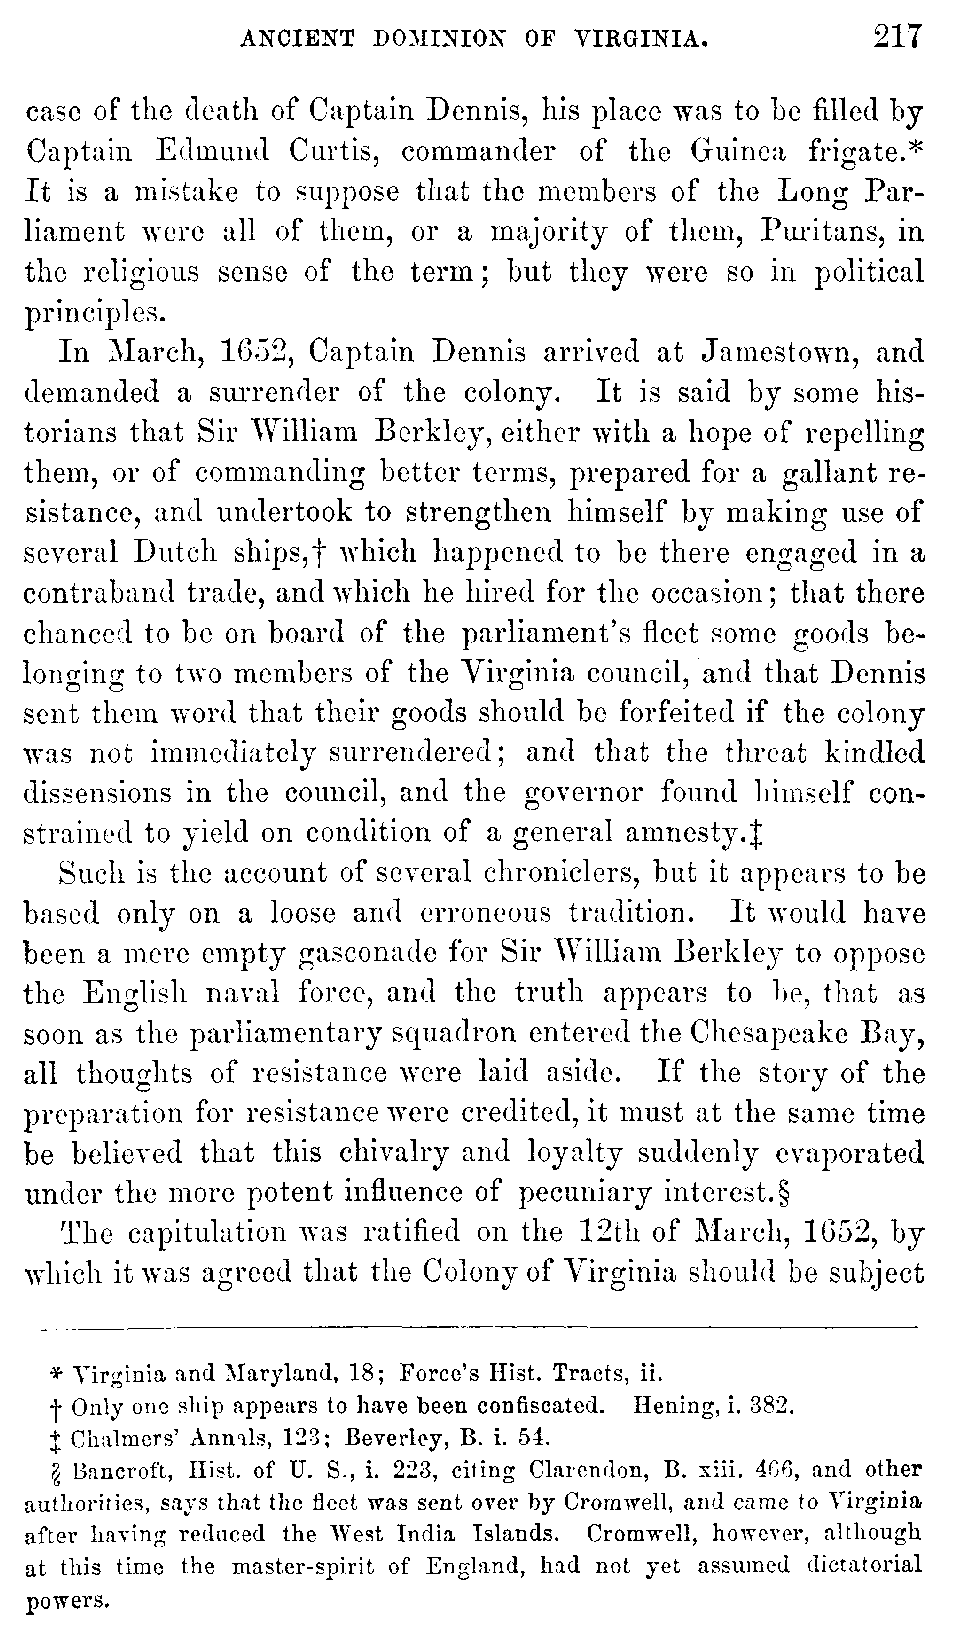 ANCIENT DOMINION OF VIRGINIA. 217
case of the death of Captain Dennis, his place was to be filled by
Captain Edmund Curtis, commander of the Guinea frigate.*
It is a mistake to suppose that the members of the Long Par-
liament were all of them, or a majority of them, Puritans, in
the religious sense of the term; but they were so in political
principles.
In March, 1652, Captain Dennis arrived at Jamestown, and
demanded a surrender of the colony. It is said by some his-
torians that Sir William Berkley, either with a hope of repelling
them, or of commanding better terms, prepared for a gallant re-
sistance, and undertook to strengthen himself by making use of
several Dutch ships,† which happened to be there engaged in a
contraband trade, and which he hired for the occasion; that there
chanced to be on board of the parliament's fleet some goods be-
longing to two members of the Virginia council, and that Dennis
sent them word that their goods should be forfeited if the colony
was not immediately surrendered; and that the threat kindled
dissensions in the council, and the governor found himself con-
strained to yield on condition of a general amnesty.‡
Such is the account of several chroniclers, but it appears to be
based only on a loose and erroneous tradition. It would have
been a mere empty gasconade for Sir William Berkley to oppose
the English naval force, and the truth appears to be, that as
soon as the parliamentary squadron entered the Chesapeake Bay,
all thoughts of resistance were laid aside. If the story of the
preparation for resistance were credited, it must at the same time
be believed that this chivalry and loyalty suddenly evaporated
under the more potent influence of pecuniary interest.§
The capitulation was ratified on the 12th of March, 1652, by
which it was agreed that the Colony of Virginia should be subject
* Virginia and Maryland, 18; Force's Hist. Tracts, ii.
† Only one ship appears to have been confiscated. Hening, i. 382.
‡ Chalmers' Annals, 123; Beverley, B. i. 54.
§ Bancroft, Hist. of U. S., i. 223, citing Clarendon, B. xiii. 466, and other
authorities, says that the fleet was sent over by Cromwell, and came to Virginia
after having reduced the West India Islands. Cromwell, however, although
at this time the master-spirit of England, had not yet assumed dictatorial
powers.